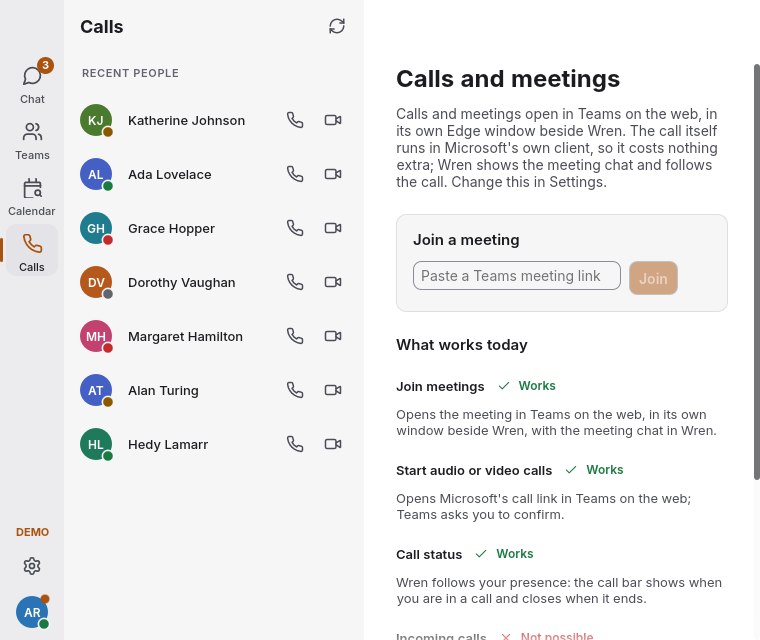 3
Chat
Teams
Calendar
Calls
DEMO
AR
Calls
RECENT PEOPLE
KJ
Katherine Johnson
AL
Ada Lovelace
GH
Grace Hopper
DV
Dorothy Vaughan
MH
Margaret Hamilton
AT
Alan Turing
HL
Hedy Lamarr
Calls and meetings
Calls and meetings open in Teams on the web, in
its own Edge window beside Wren. The call itself
runs in Microsoft's own client, so it costs nothing
extra; Wren shows the meeting chat and follows
the call. Change this in Settings.
Join a meeting
Paste a Teams meeting link
Join
What works today
Join meetings
Works
Opens the meeting in Teams on the web, in its own
window beside Wren, with the meeting chat in Wren.
Start audio or video calls
Works
Opens Microsoft's call link in Teams on the web;
Teams asks you to confirm.
Call status
Works
Wren follows your presence: the call bar shows when
you are in a call and closes when it ends.
Incoming calls
Not possible